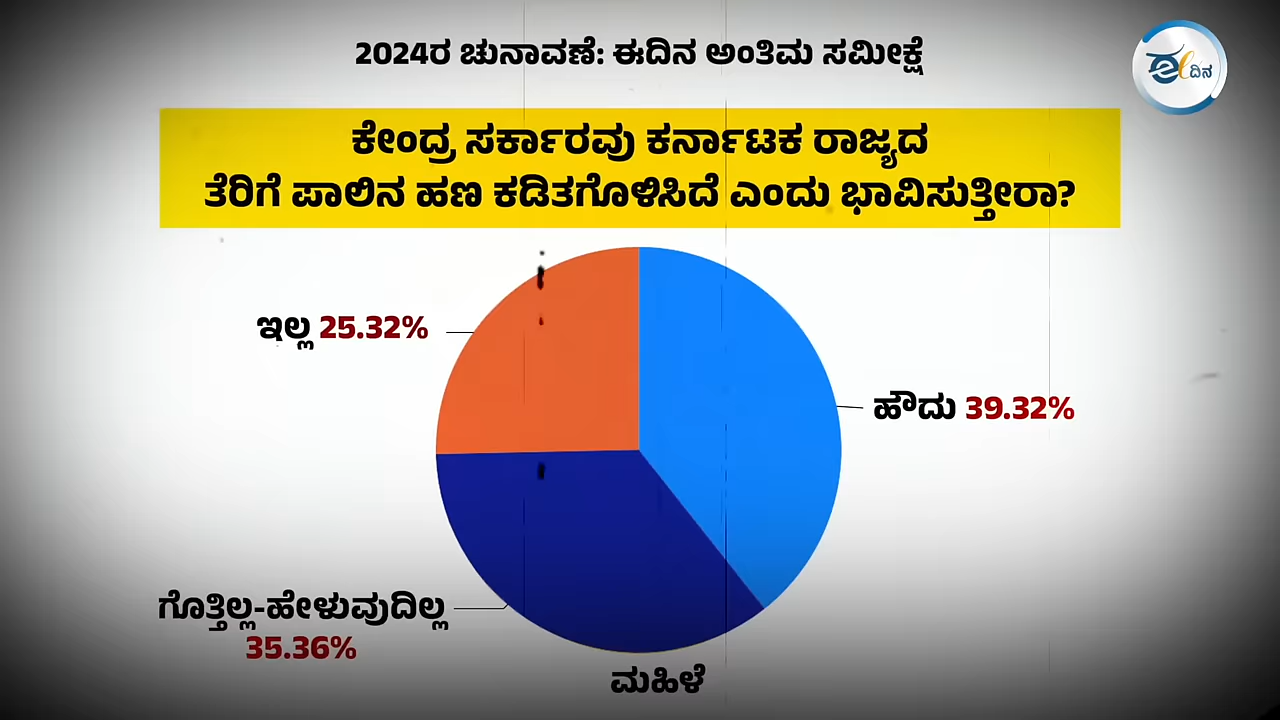 2024ರ ಚುನಾವಣೆ: ಈದಿನ ಅಂತಿಮ ಸಮೀಕ್ಷೆ
ಈದಿನ
ಕೇಂದ್ರ ಸರ್ಕಾರವು ಕರ್ನಾಟಕ ರಾಜ್ಯದ
ತೆರಿಗೆ ಪಾಲಿನ ಹಣ ಕಡಿತಗೊಳಿಸಿದೆ ಎಂದು ಭಾವಿಸುತ್ತೀರಾ?
ಇಲ್ಲ 25.32%
ಹೌದು 39.32%
ಗೊತ್ತಿಲ್ಲ-ಹೇಳುವುದಿಲ್ಲ
35.36%
ಮಹಿಳೆ